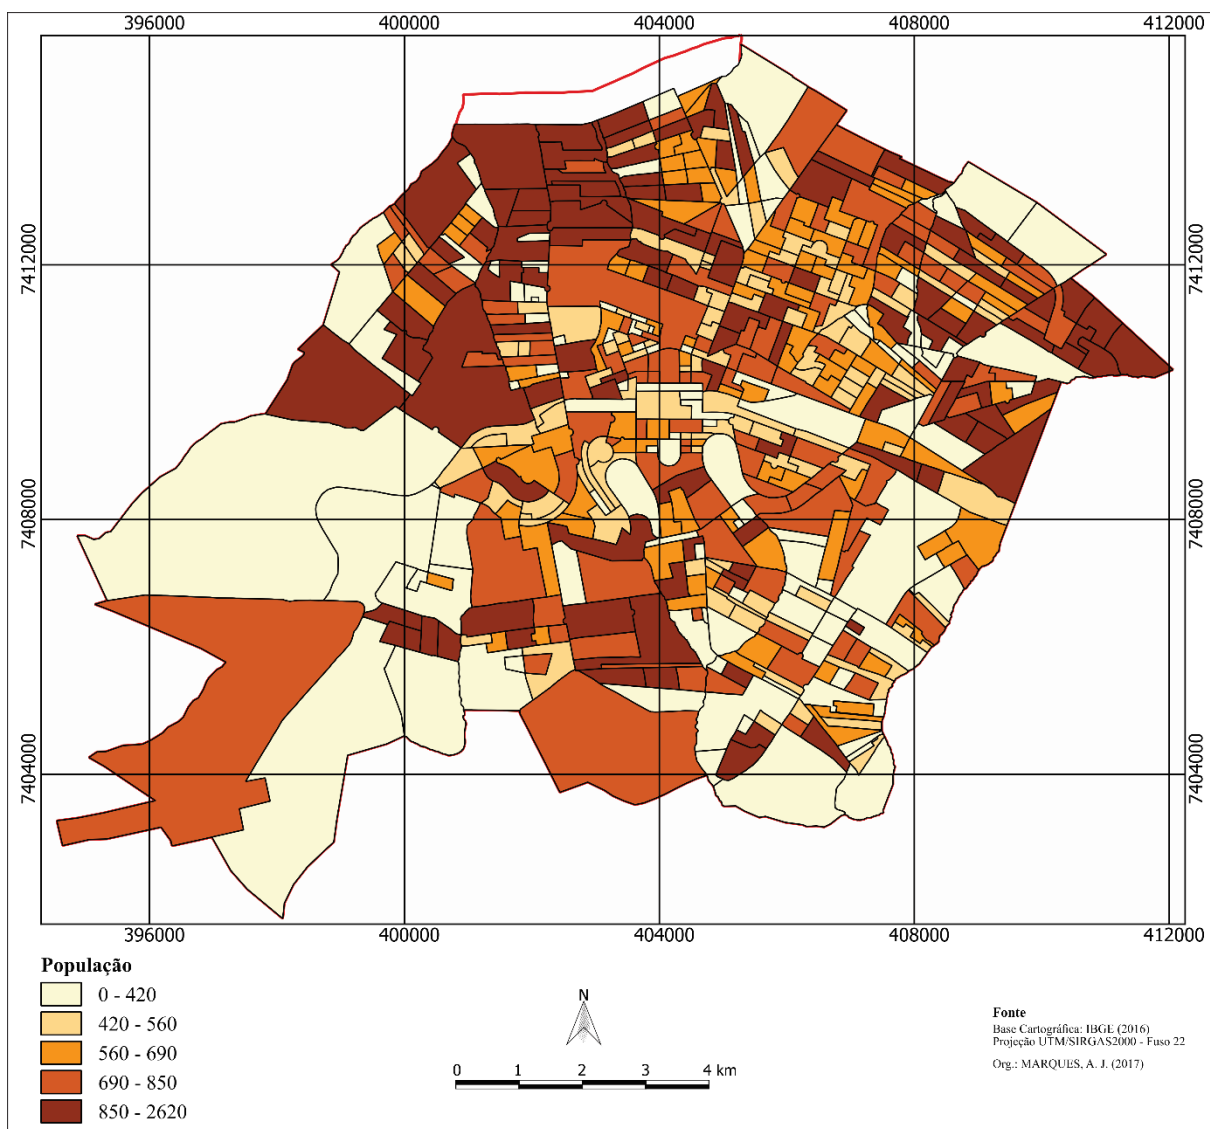 396000 400000 404000 408000 412000
7412000 7412000
7408000 7408000
7404000 7404000
396000 400000 404000 408000 412000
População
0 - 420
420 - 560
560 - 690
690 - 850
850 - 2620
N
0 1 2 3 4 km
Fonte
Base Cartográfica: IBGE (2016)
Projeção UTM/SIRGAS2000 - Fuso 22
Org.: MARQUES, A. J. (2017)